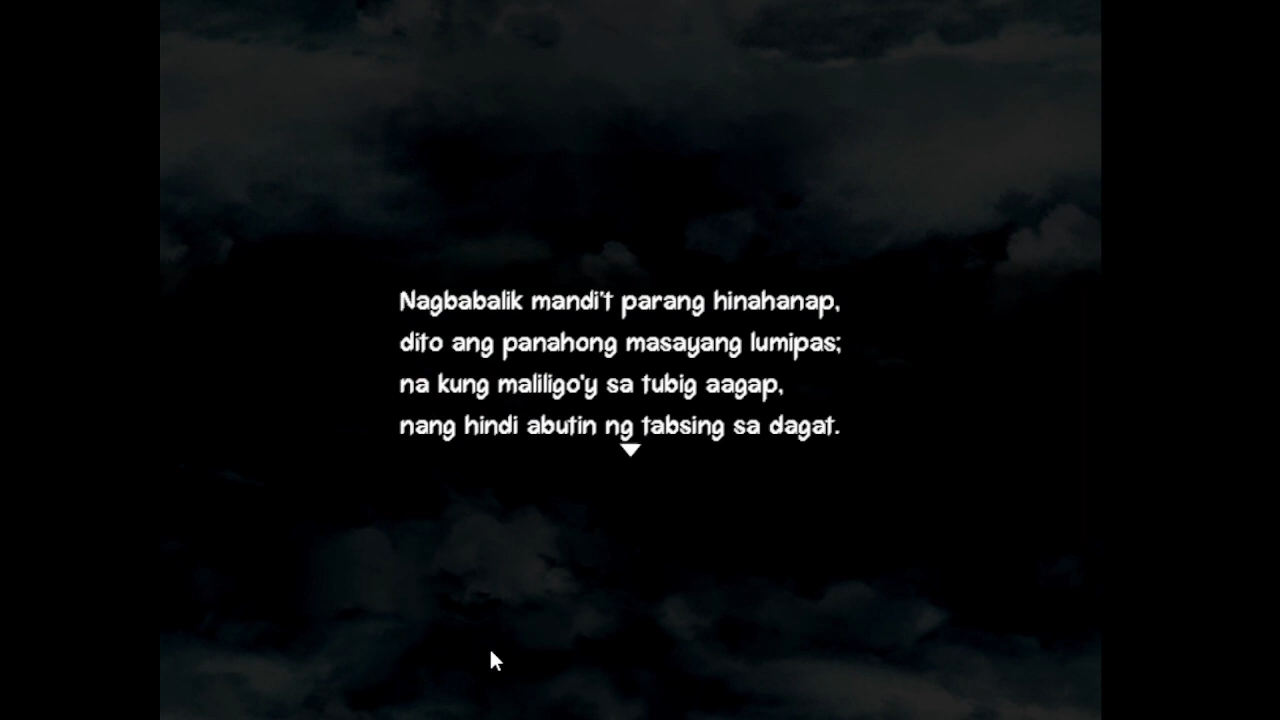 Nagbabalik mandi't parang hinahanap,
dito ang panahong masayang lumipas;
na kung maliligo'y sa tubig aagap,
nang hindi abutin ng tabsing sa dagat.